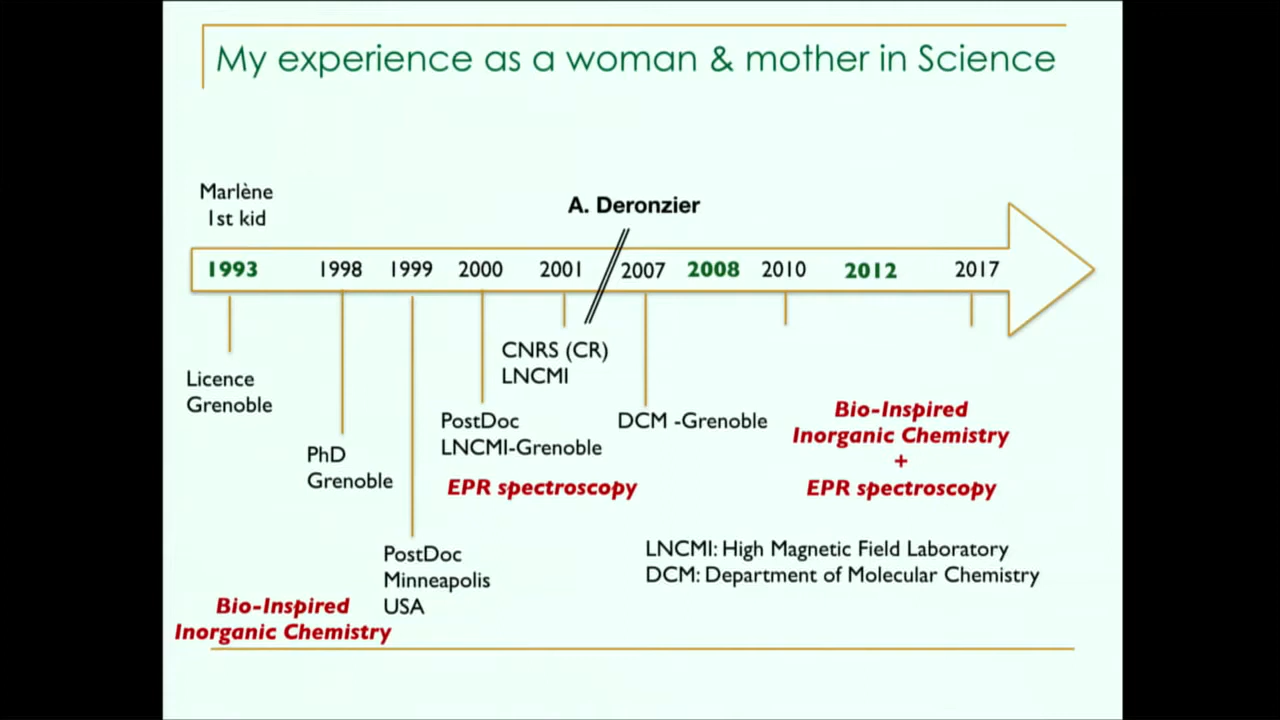 My experience as a woman & mother in Science
Marlène
1st kid
A. Deronzier
1993 1998 1999 2000 2001 2007 2008 2010 2012 2017
Licence
Grenoble
PhD
Grenoble
PostDoc
Minneapolis
USA
Bio-Inspired
Inorganic Chemistry
PostDoc
LNCMI-Grenoble
EPR spectroscopy
CNRS (CR)
LNCMI
DCM -Grenoble
Bio-Inspired
Inorganic Chemistry
+
EPR spectroscopy
LNCMI: High Magnetic Field Laboratory
DCM: Department of Molecular Chemistry